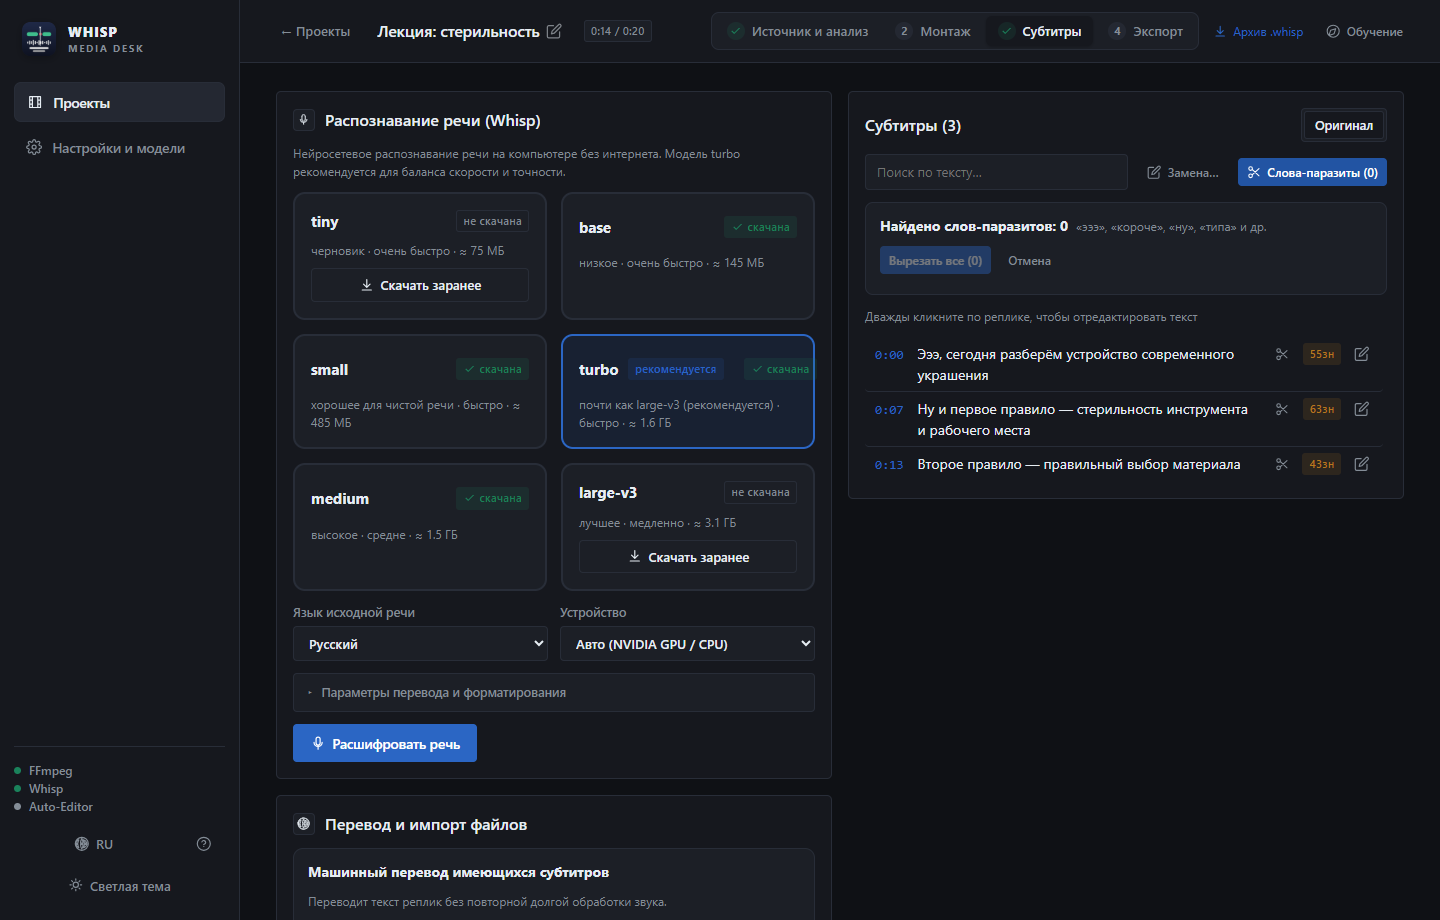 WHISP
MEDIA DESK
Проекты
Настройки и модели
FFmpeg
Whisp
Auto-Editor
RU
Светлая тема
← Проекты
Лекция: стерильность
0:14 / 0:20
Источник и анализ
2 Монтаж
Субтитры
4 Экспорт
Архив .whisp
Обучение
Распознавание речи (Whisp)
Нейросетевое распознавание речи на компьютере без интернета. Модель turbo
рекомендуется для баланса скорости и точности.
tiny
не скачана
черновик · очень быстро · ≈ 75 МБ
Скачать заранее
base
скачана
низкое · очень быстро · ≈ 145 МБ
small
скачана
хорошее для чистой речи · быстро · ≈
485 МБ
turbo
рекомендуется
скачана
почти как large-v3 (рекомендуется) ·
быстро · ≈ 1.6 ГБ
medium
скачана
высокое · средне · ≈ 1.5 ГБ
large-v3
не скачана
лучшее · медленно · ≈ 3.1 ГБ
Скачать заранее
Язык исходной речи
Русский
Устройство
Авто (NVIDIA GPU / CPU)
Параметры перевода и форматирования
Расшифровать речь
Перевод и импорт файлов
Машинный перевод имеющихся субтитров
Переводит текст реплик без повторной долгой обработки звука.
Субтитры (3)
Оригинал
Поиск по тексту...
Замена...
Слова-паразиты (0)
Найдено слов-паразитов: 0 «эээ», «короче», «ну», «типа» и др.
Вырезать все (0)
Отмена
Дважды кликните по реплике, чтобы отредактировать текст
0:00 Эээ, сегодня разберём устройство современного
украшения
55зн
0:07 Ну и первое правило — стерильность инструмента
и рабочего места
63зн
0:13 Второе правило — правильный выбор материала
43зн